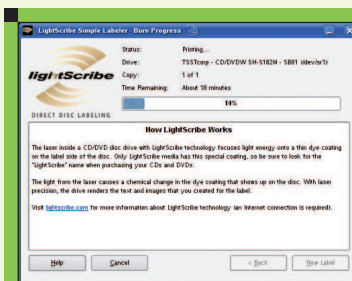 LightScribe Simple Labeler - Burn Progress
Status: Printing...
Drive: TSSTcorp - CD/DVDW SH-S182M - SB01 (/dev/sr1)
lightScribe
Copy: 1 of 1
Time Remaining: About 18 minutes
DIRECT DISC LABELING
10%
How LightScribe Works
The laser inside a CD/DVD disc drive with LightScribe technology focuses light energy onto a thin dye coating
on the label side of the disc. Only LightScribe media has this special coating, so be sure to look for the
"LightScribe" name when purchasing your CDs and DVDs.
The light from the laser causes a chemical change in the dye coating that shows up on the disc. With laser
precision, the drive renders the text and images that you created for the label.
Visit lightscribe.com for more information about LightScribe technology (an Internet connection is required).
Help
Cancel
< Back
New Label